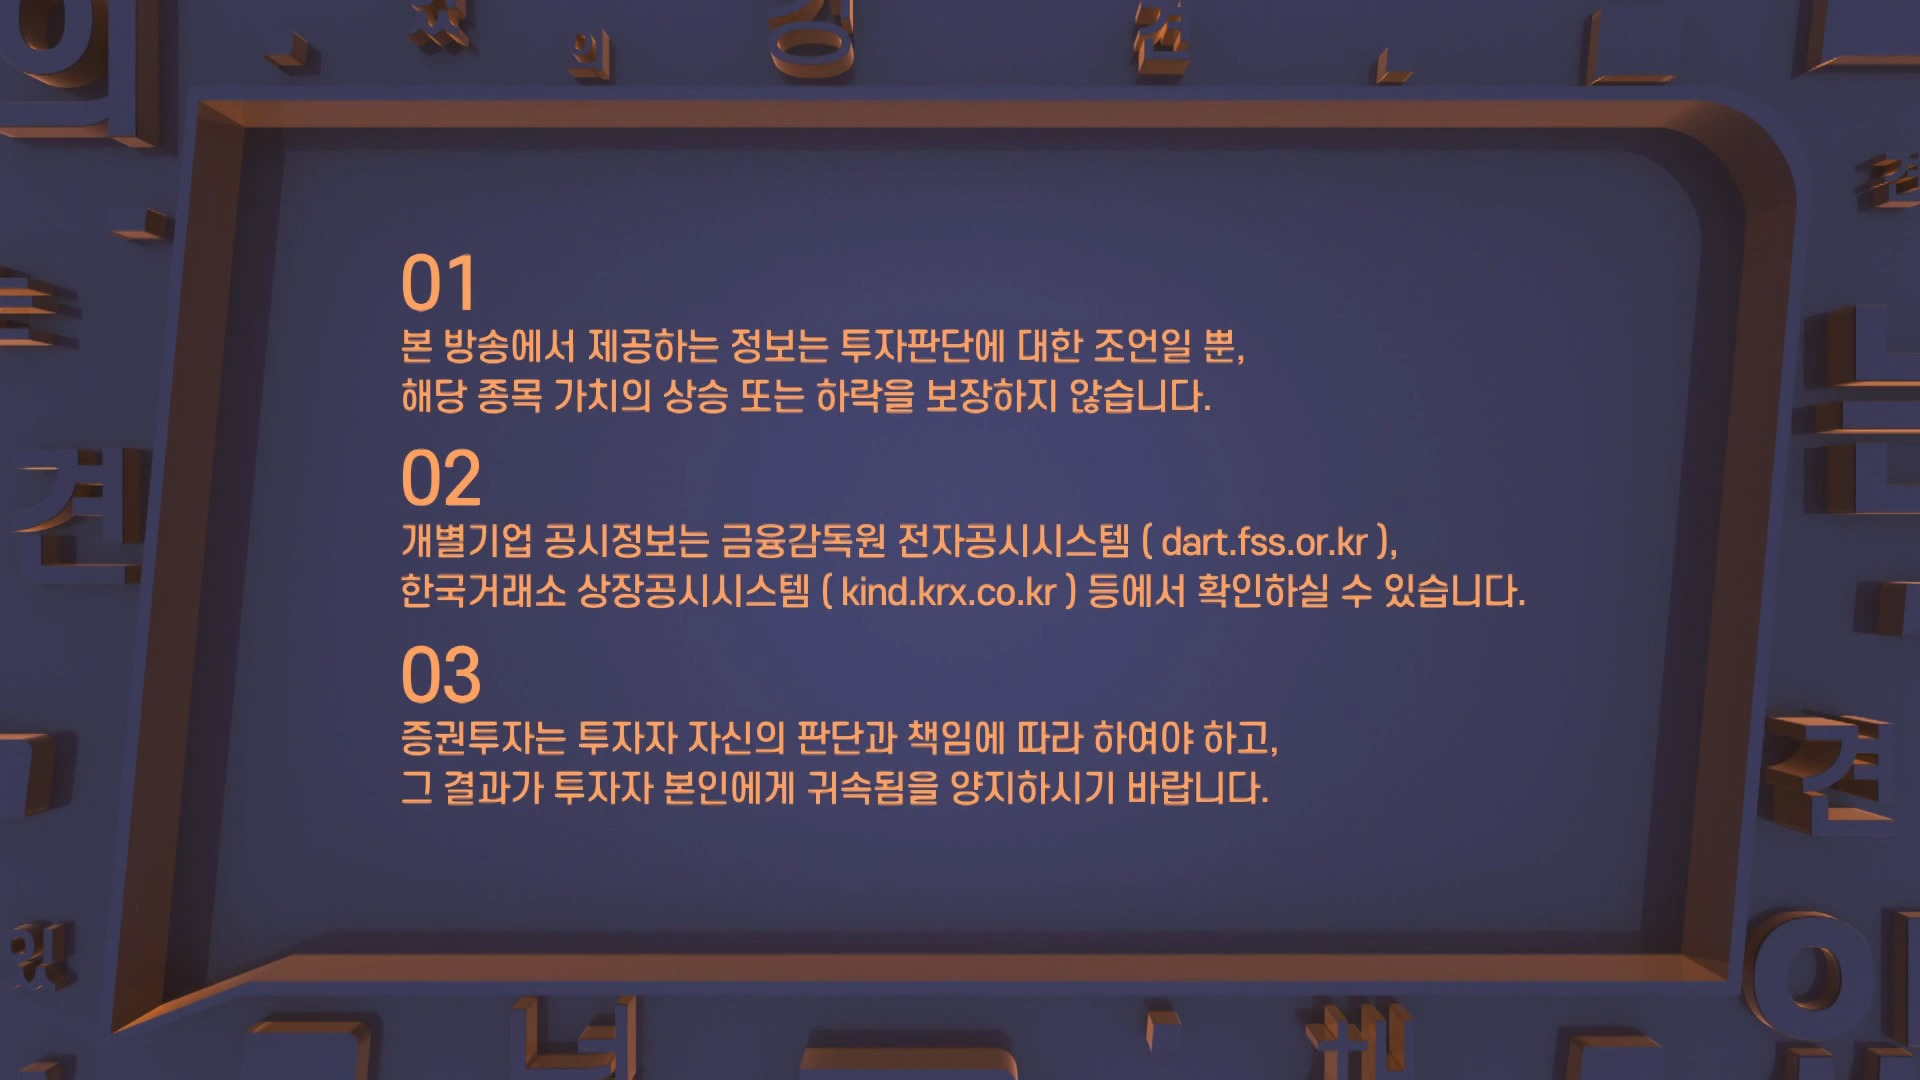 01
본 방송에서 제공하는 정보는 투자판단에 대한 조언일 뿐,
해당 종목 가치의 상승 또는 하락을 보장하지 않습니다.
02
개별기업 공시정보는 금융감독원 전자공시시스템 ( dart.fss.or.kr ),
한국거래소 상장공시시스템 ( kind.krx.co.kr ) 등에서 확인하실 수 있습니다.
03
증권투자는 투자자 자신의 판단과 책임에 따라 하여야 하고,
그 결과가 투자자 본인에게 귀속됨을 양지하시기 바랍니다.